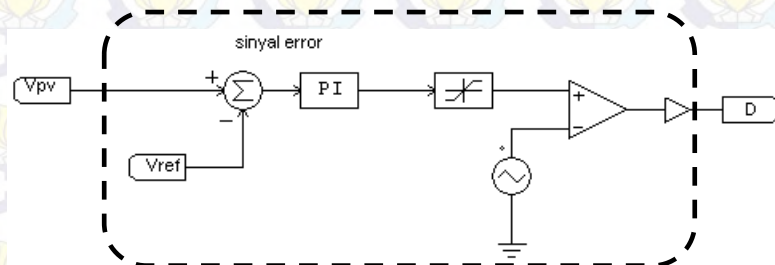 sinyal error
Vpv
+
Σ
PI
+
D
−
−
Vref